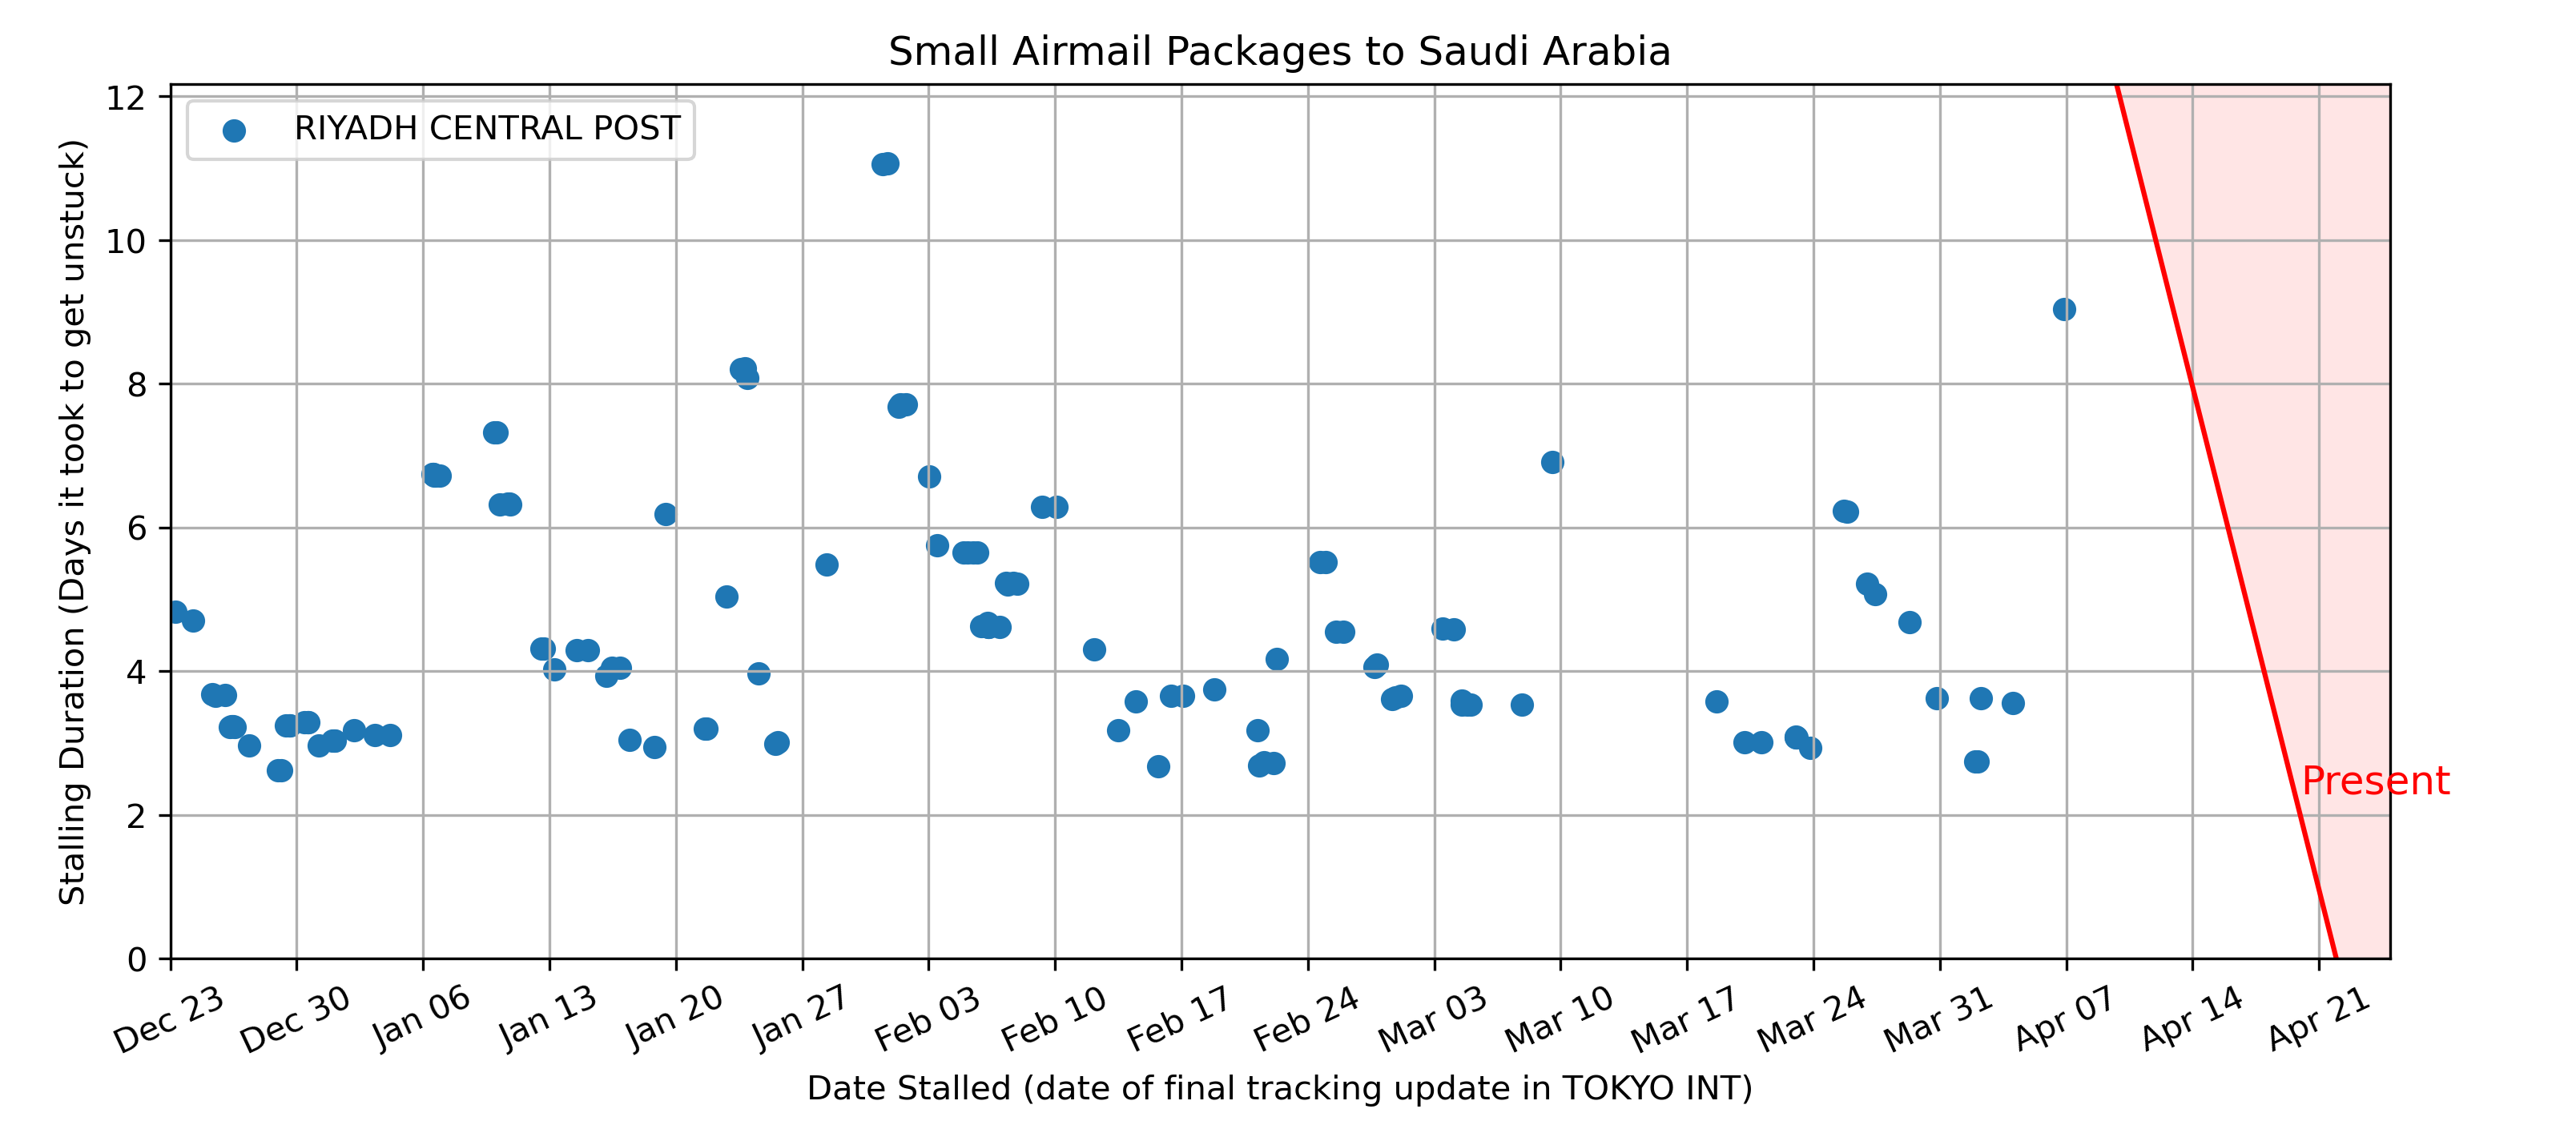 Small Airmail Packages to Saudi Arabia
RIYADH CENTRAL POST
Stalling Duration (Days it took to get unstuck)
12
10
8
6
4
2
0
Present
Dec 23
Dec 30
Jan 06
Jan 13
Jan 20
Jan 27
Feb 03
Feb 10
Feb 17
Feb 24
Mar 03
Mar 10
Mar 17
Mar 24
Mar 31
Apr 07
Apr 14
Apr 21
Date Stalled (date of final tracking update in TOKYO INT)